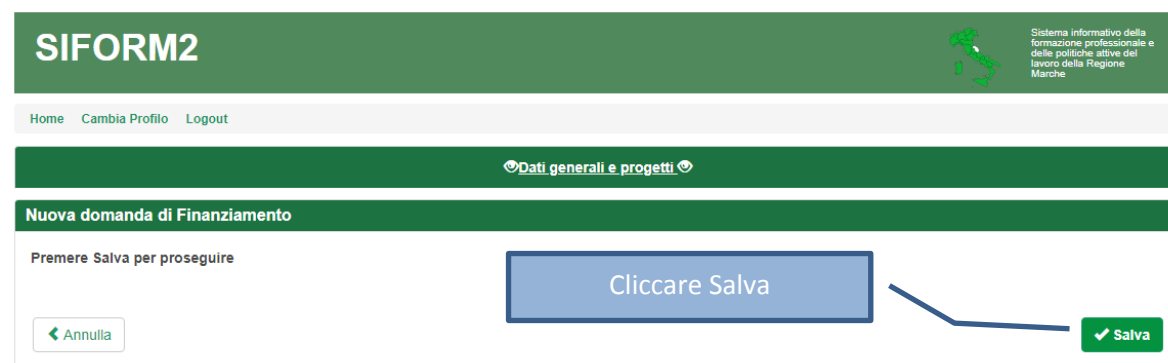 SIFORM2
Sistema informativo della
formazione professionale e
delle politiche attive del
lavoro della Regione
Marche
Home Cambia Profilo Logout
Dati generali e progetti
Nuova domanda di Finanziamento
Premere Salva per proseguire
Cliccare Salva
Annulla
Salva